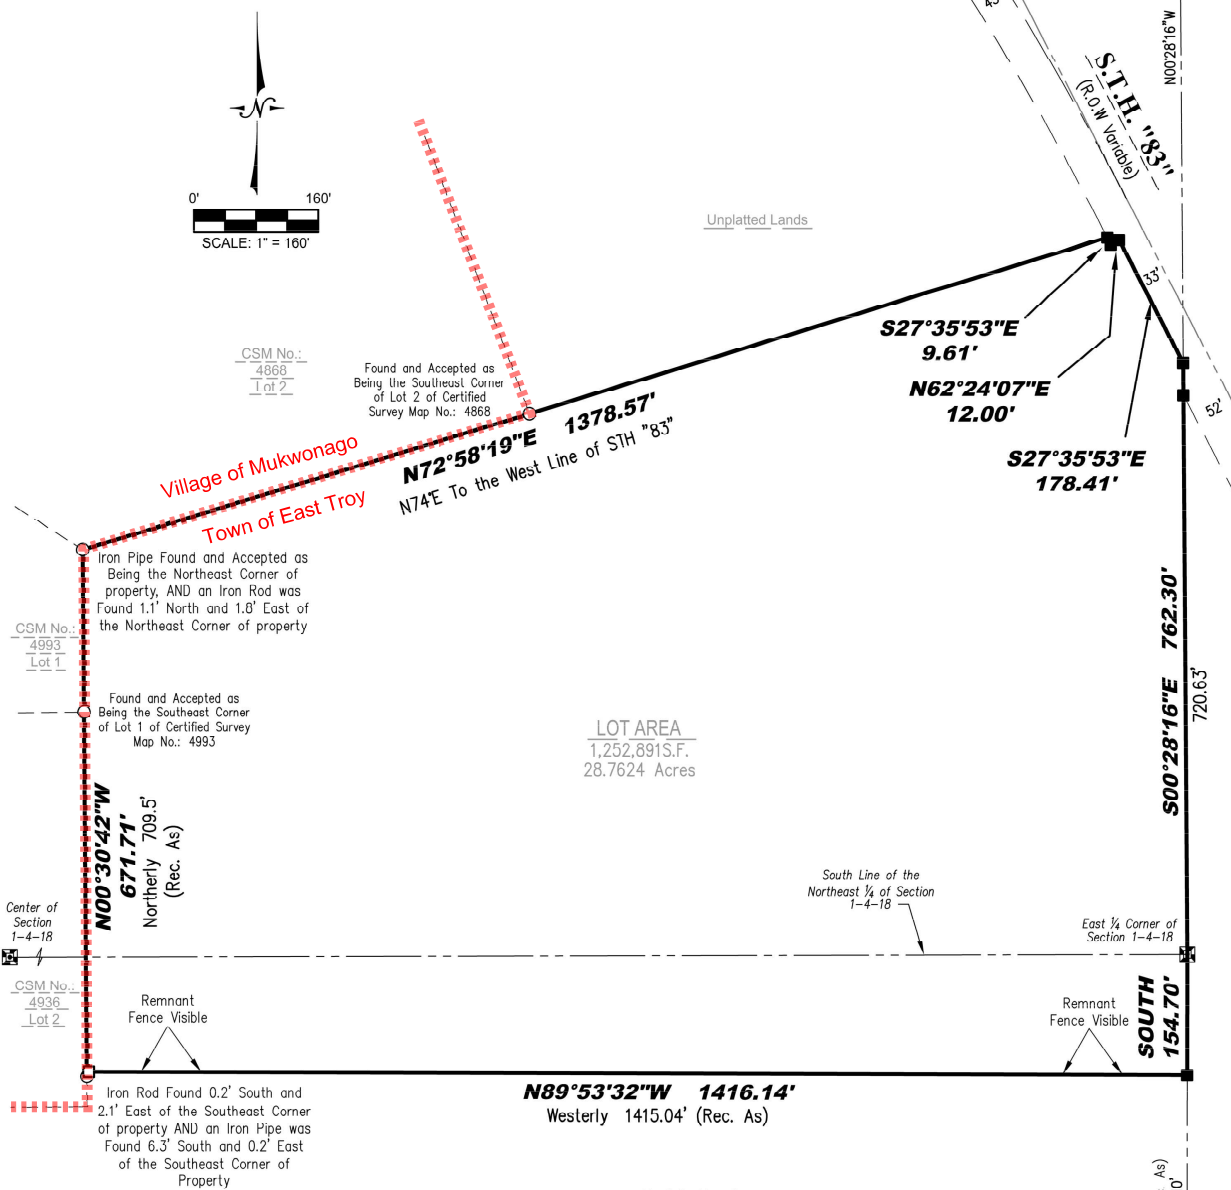 45'
N00°28'16"W
S.T.H. "83"
(R.O.W Variable)
N
0' 160'
SCALE: 1" = 160'
Unplatted Lands
33'
S27°35'53"E
9.61'
N62°24'07"E
12.00'
52'
S27°35'53"E
178.41'
CSM No.:
4868
Lot 2
Found and Accepted as
Being the Southeast Corner
of Lot 2 of Certified
Survey Map No.: 4868
Village of Mukwonago
Town of East Troy
N72°58'19"E 1378.57'
N74°E To the West Line of STH "83"
Iron Pipe Found and Accepted as
Being the Northeast Corner of
property, AND an Iron Rod was
Found 1.1' North and 1.8' East of
the Northeast Corner of property
CSM No.:
4993
Lot 1
Found and Accepted as
Being the Southeast Corner
of Lot 1 of Certified Survey
Map No.: 4993
LOT AREA
1,252,891S.F.
28.7624 Acres
S00°28'16"E 762.30'
720.63'
N00°30'42"W
671.71'
Northerly 709.5'
(Rec. As)
South Line of the
Northeast ¼ of Section
1-4-18
Center of
Section
1-4-18
East ¼ Corner of
Section 1-4-18
CSM No.:
4936
Lot 2
Remnant
Fence Visible
Remnant
Fence Visible
SOUTH
154.70'
N89°53'32"W 1416.14'
Westerly 1415.04' (Rec. As)
Iron Rod Found 0.2' South and
2.1' East of the Southeast Corner
of property AND an Iron Pipe was
Found 6.3' South and 0.2' East
of the Southeast Corner of
Property
As)
0'